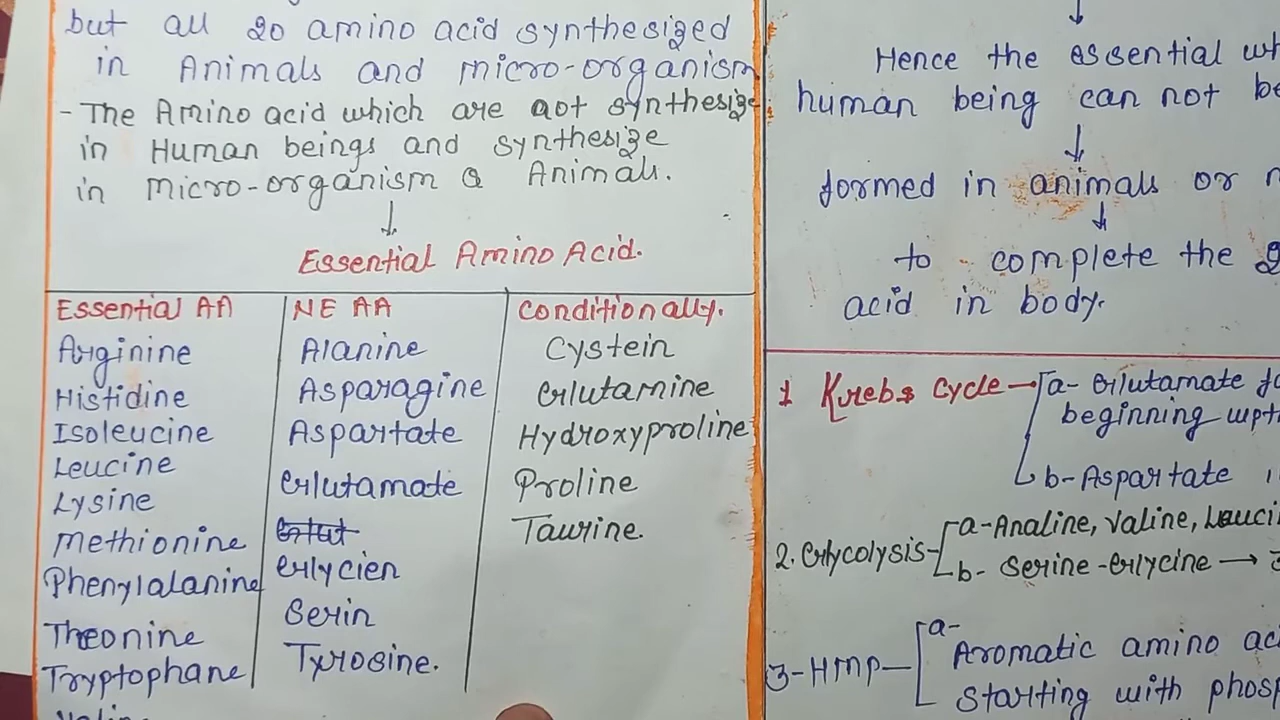 but all 20 amino acid synthesized
in Animals and micro-organism
- The Amino acid which are not synthesize
in Human beings and synthesize
in micro-organism & Animals.
↓
Essential Amino Acid.
Essential AA
Arginine
Histidine
Isoleucine
Leucine
Lysine
Methionine
Phenylalanine
Theonine
Tryptophane
NE AA
Alanine
Asparagine
Aspartate
Glutamate
Glycien
Serin
Tyrosine.
Conditionally.
Cystein
Glutamine
Hydroxyproline
Proline
Taurine.
↓
Hence the essential
human being can not be
↓
formed in animals or
↓
to complete the
acid in body.
1 Krebs cycle → a- Glutamate
beginning
b- Aspartate
2. Glycolysis - a- Analine, Valine,
b- Serine - Glycine →
3-HMP - a-
Aromatic amino
Starting with